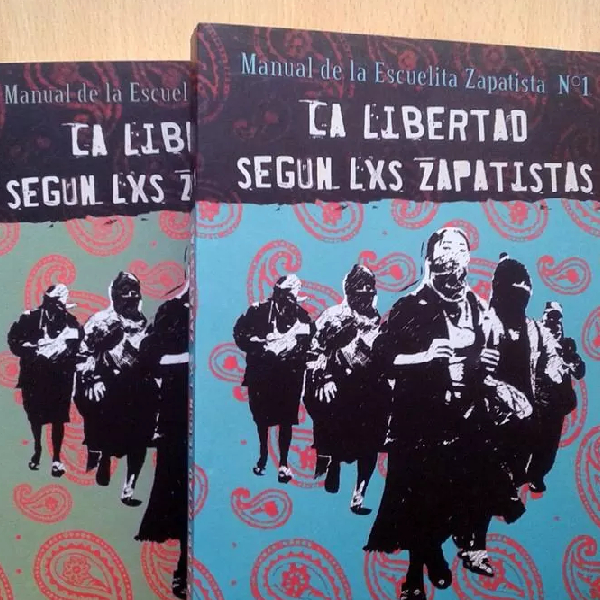 Manual de la Escuel
LA LIB
SEGUN LXS Z
Manual de la Escuelita Zapatista Nº1
LA LIBERTAD
SEGUN LXS ZAPATISTAS